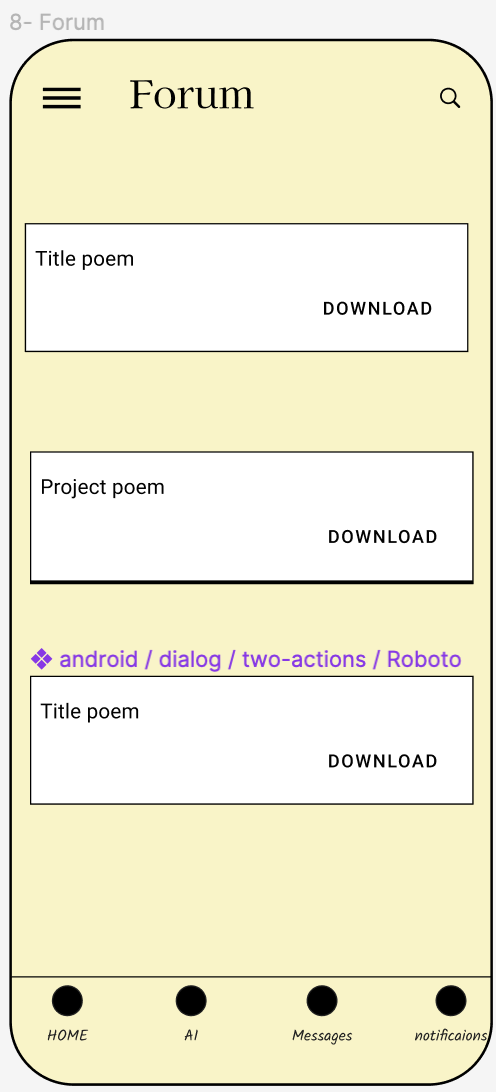 8- Forum
Forum
Title poem
DOWNLOAD
Project poem
DOWNLOAD
android / dialog / two-actions / Roboto
Title poem
DOWNLOAD
HOME AI Messages notificaions